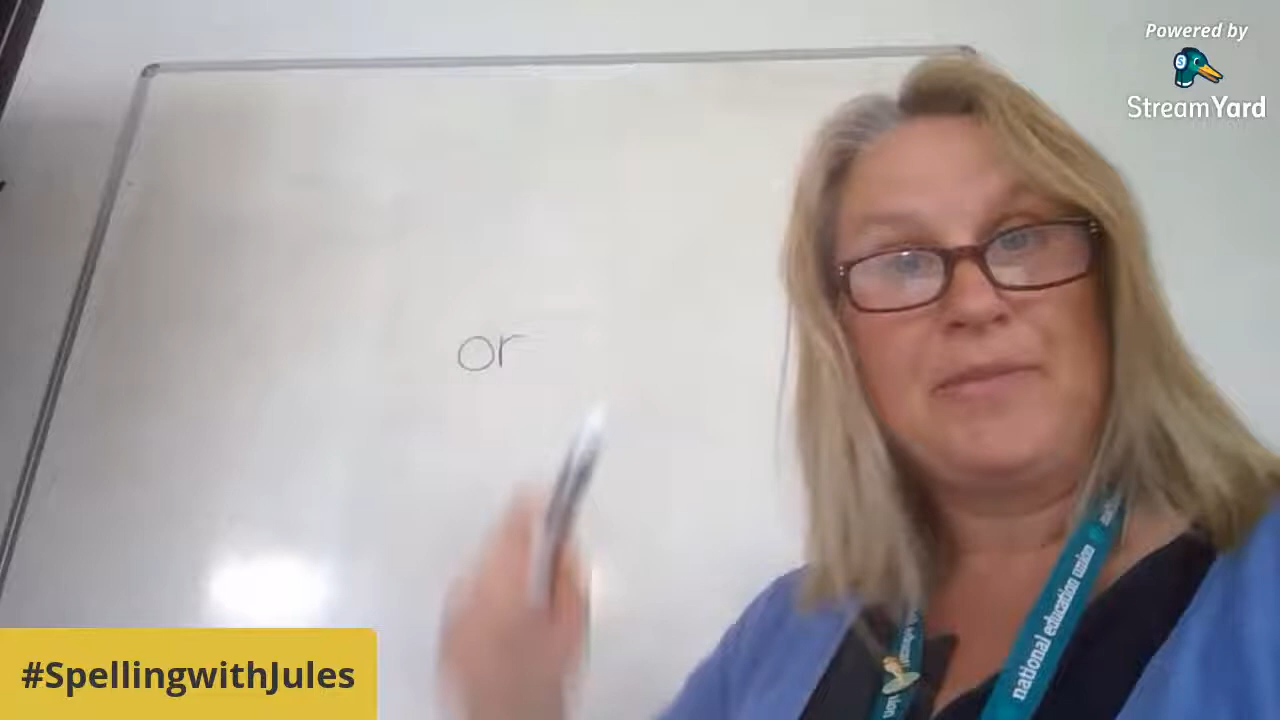 Powered by
StreamYard
or
national education union
#SpellingwithJules